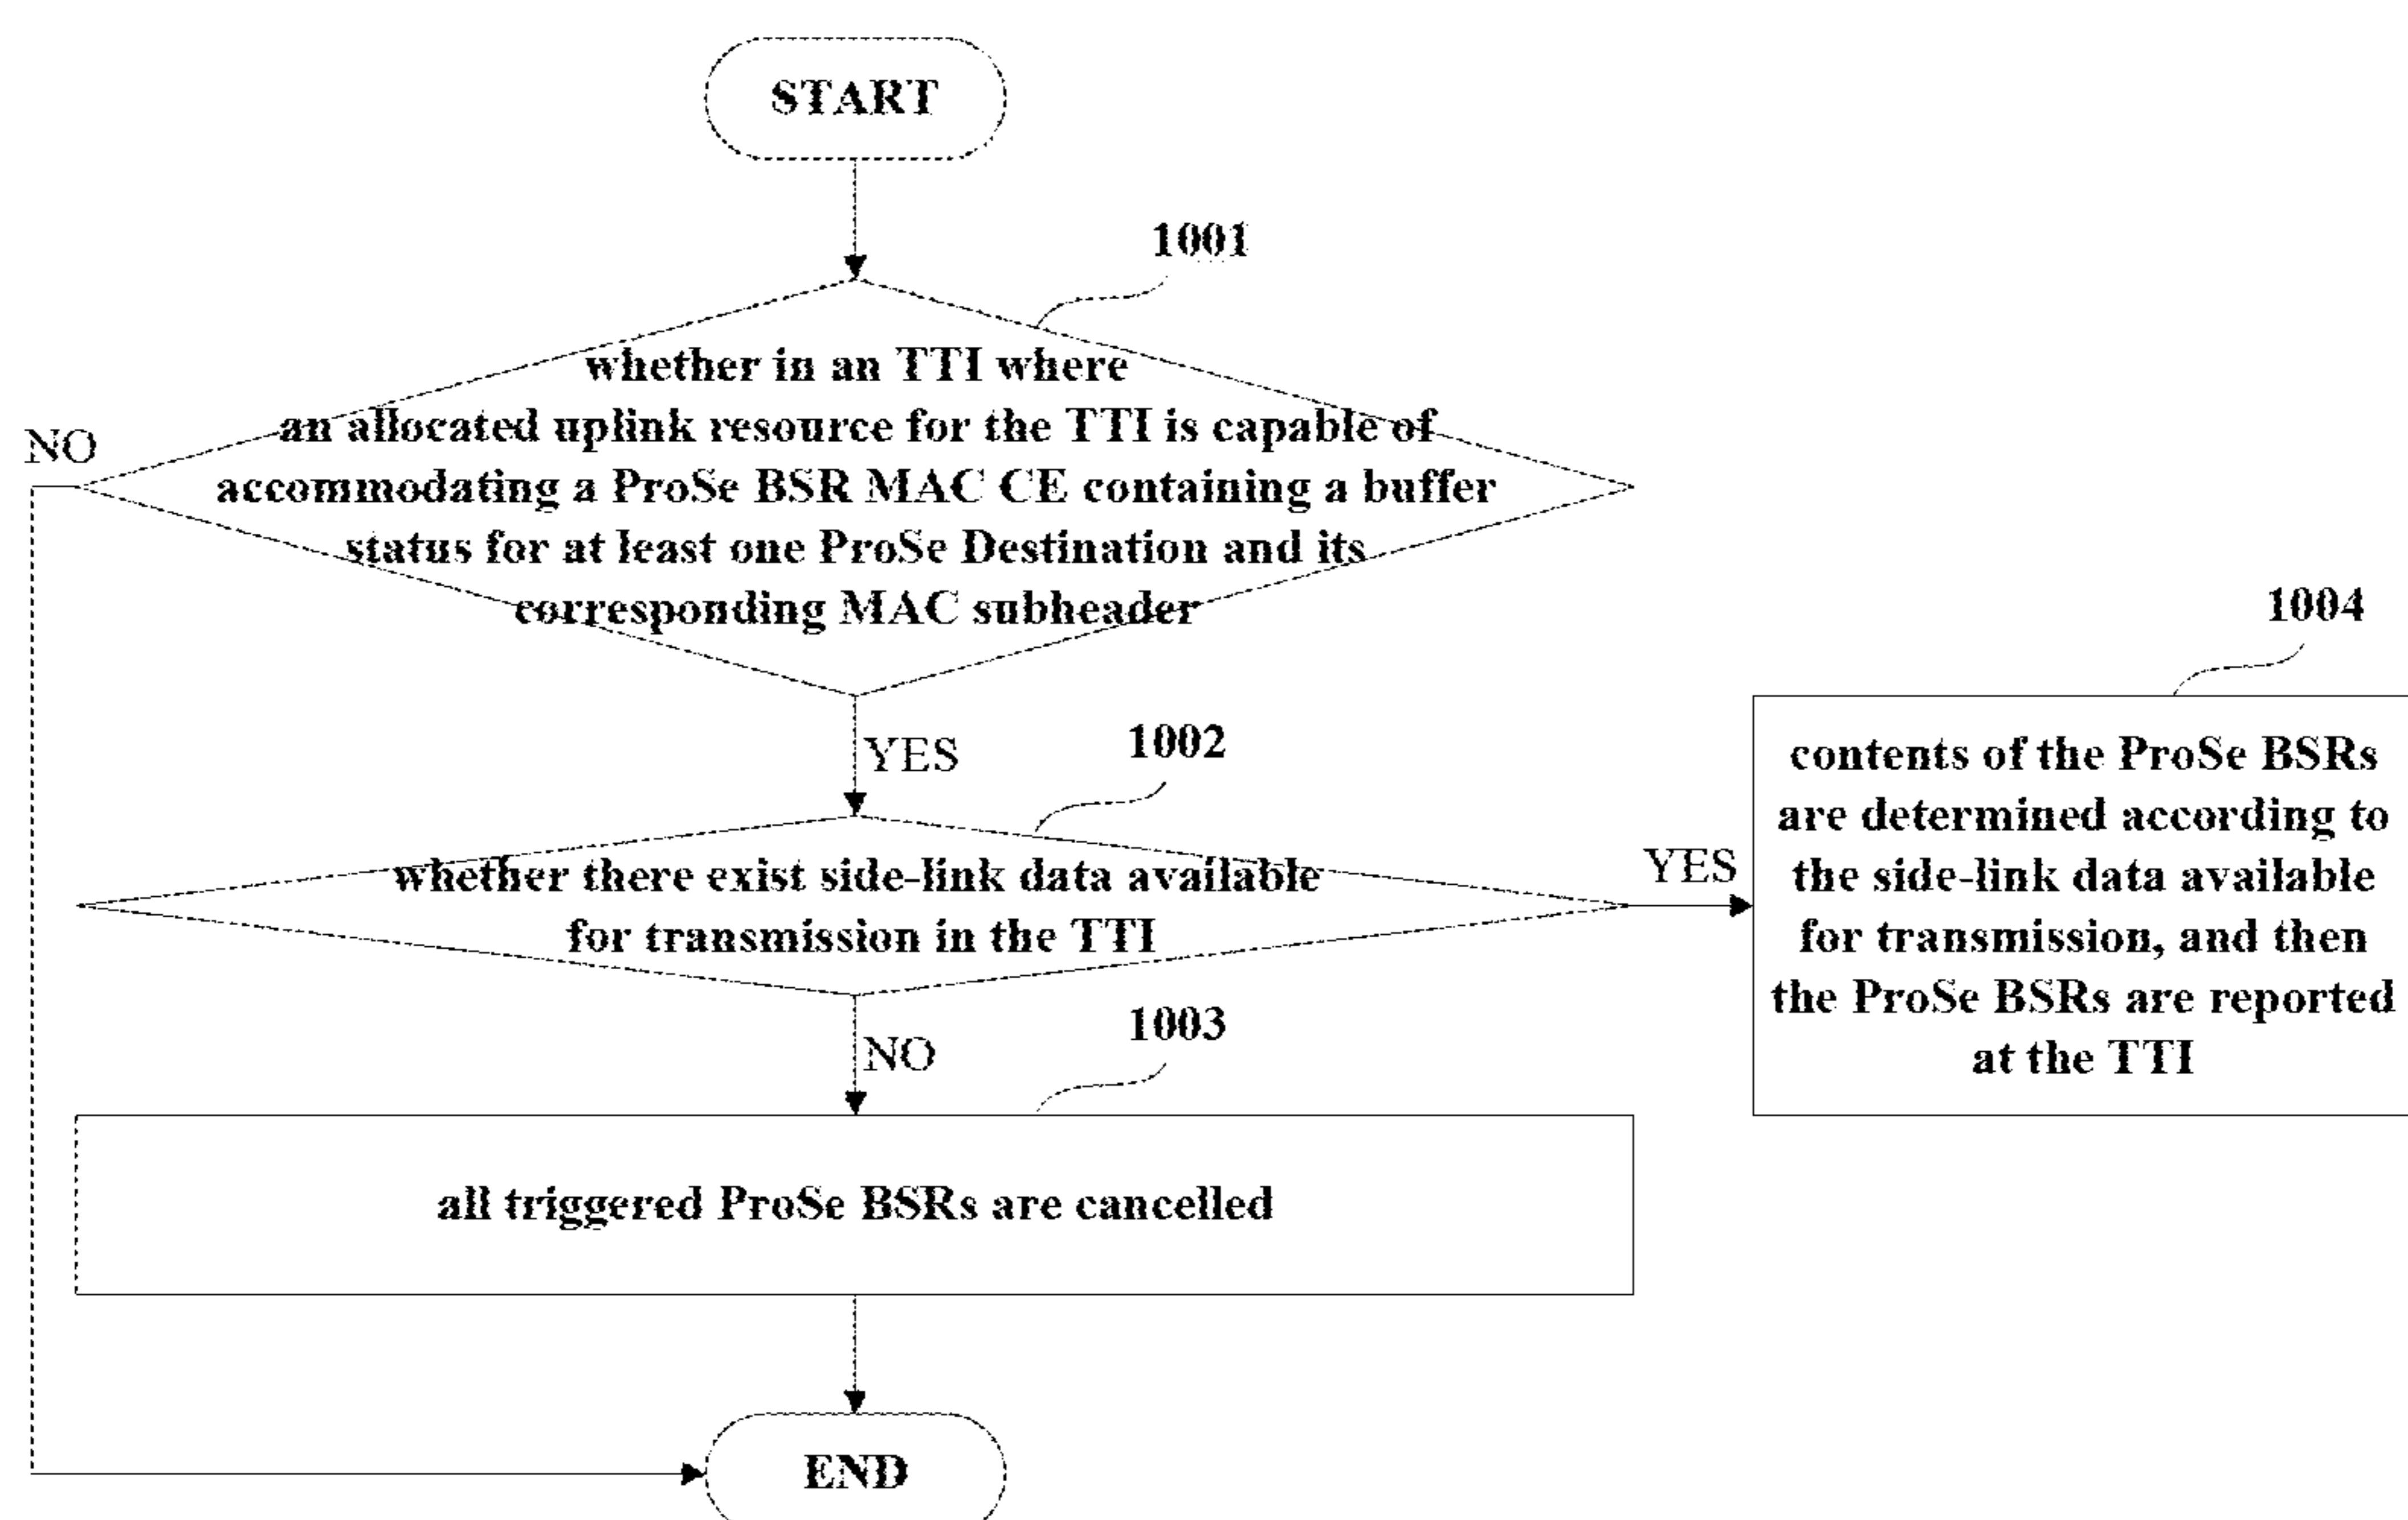 START
1001
whether in an TTI where
an allocated uplink resource for the TTI is capable of
accommodating a ProSe BSR MAC CE containing a buffer
status for at least one ProSe Destination and its
corresponding MAC subheader
NO
YES
1002
whether there exist side-link data available
for transmission in the TTI
YES
1004
contents of the ProSe BSRs
are determined according to
the side-link data available
for transmission, and then
the ProSe BSRs are reported
at the TTI
NO
1003
all triggered ProSe BSRs are cancelled
END